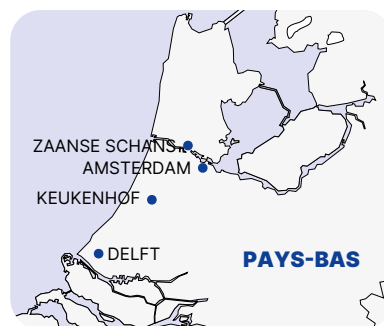 ZAANSE SCHANS
AMSTERDAM
KEUKENHOF
DELFT
PAYS-BAS